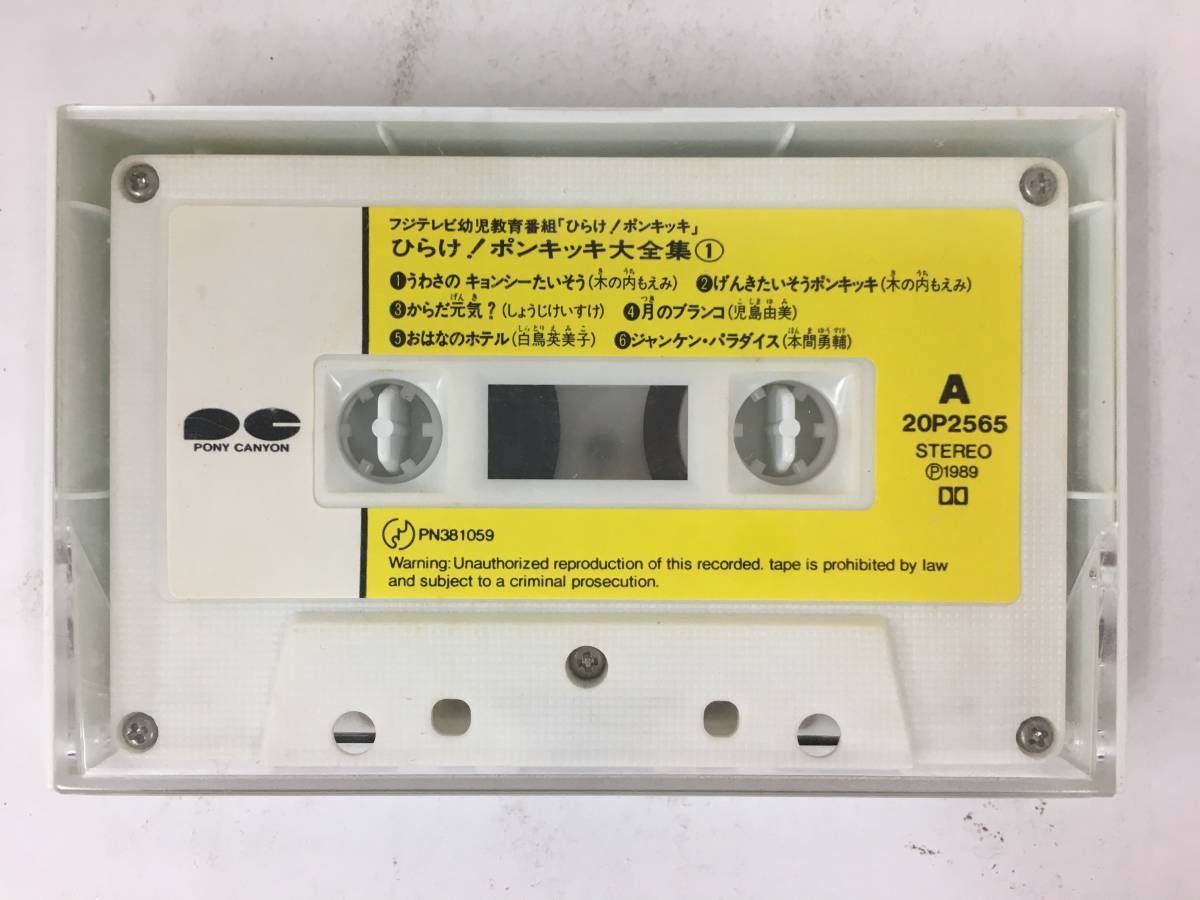 フジテレビ幼児教育番組「ひらけ!ポンキッキ」
ひらけ!ポンキッキ大全集①
❶うわさの キョンシーたいそう(木の内もえみ) ❷げんきたいそうポンキッキ(木の内もえみ)
❸からだ元気?(しょうじけいすけ) ❹月のブランコ(児島由美)
❺おはなのホテル(白鳥英美子) ❻ジャンケン・パラダイス(本間勇輔)
PONY CANYON
A
20P2565
STEREO
Ⓟ1989
PN381059
Warning: Unauthorized reproduction of this recorded. tape is prohibited by law
and subject to a criminal prosecution.